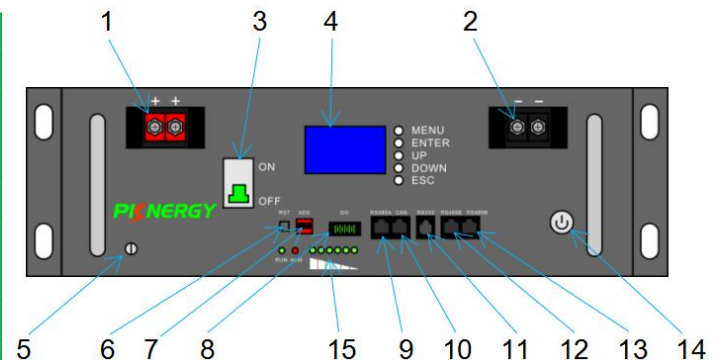 1
3
4
2
+ +
- -
MENU
ENTER
UP
DOWN
ESC
ON
OFF
PIENERGY
RST
ADS
DO
RS485A
CAN
RS232
RS485B
RS485B
RUN
ALM
5
6
7
8
15
9
10
11
12
13
14